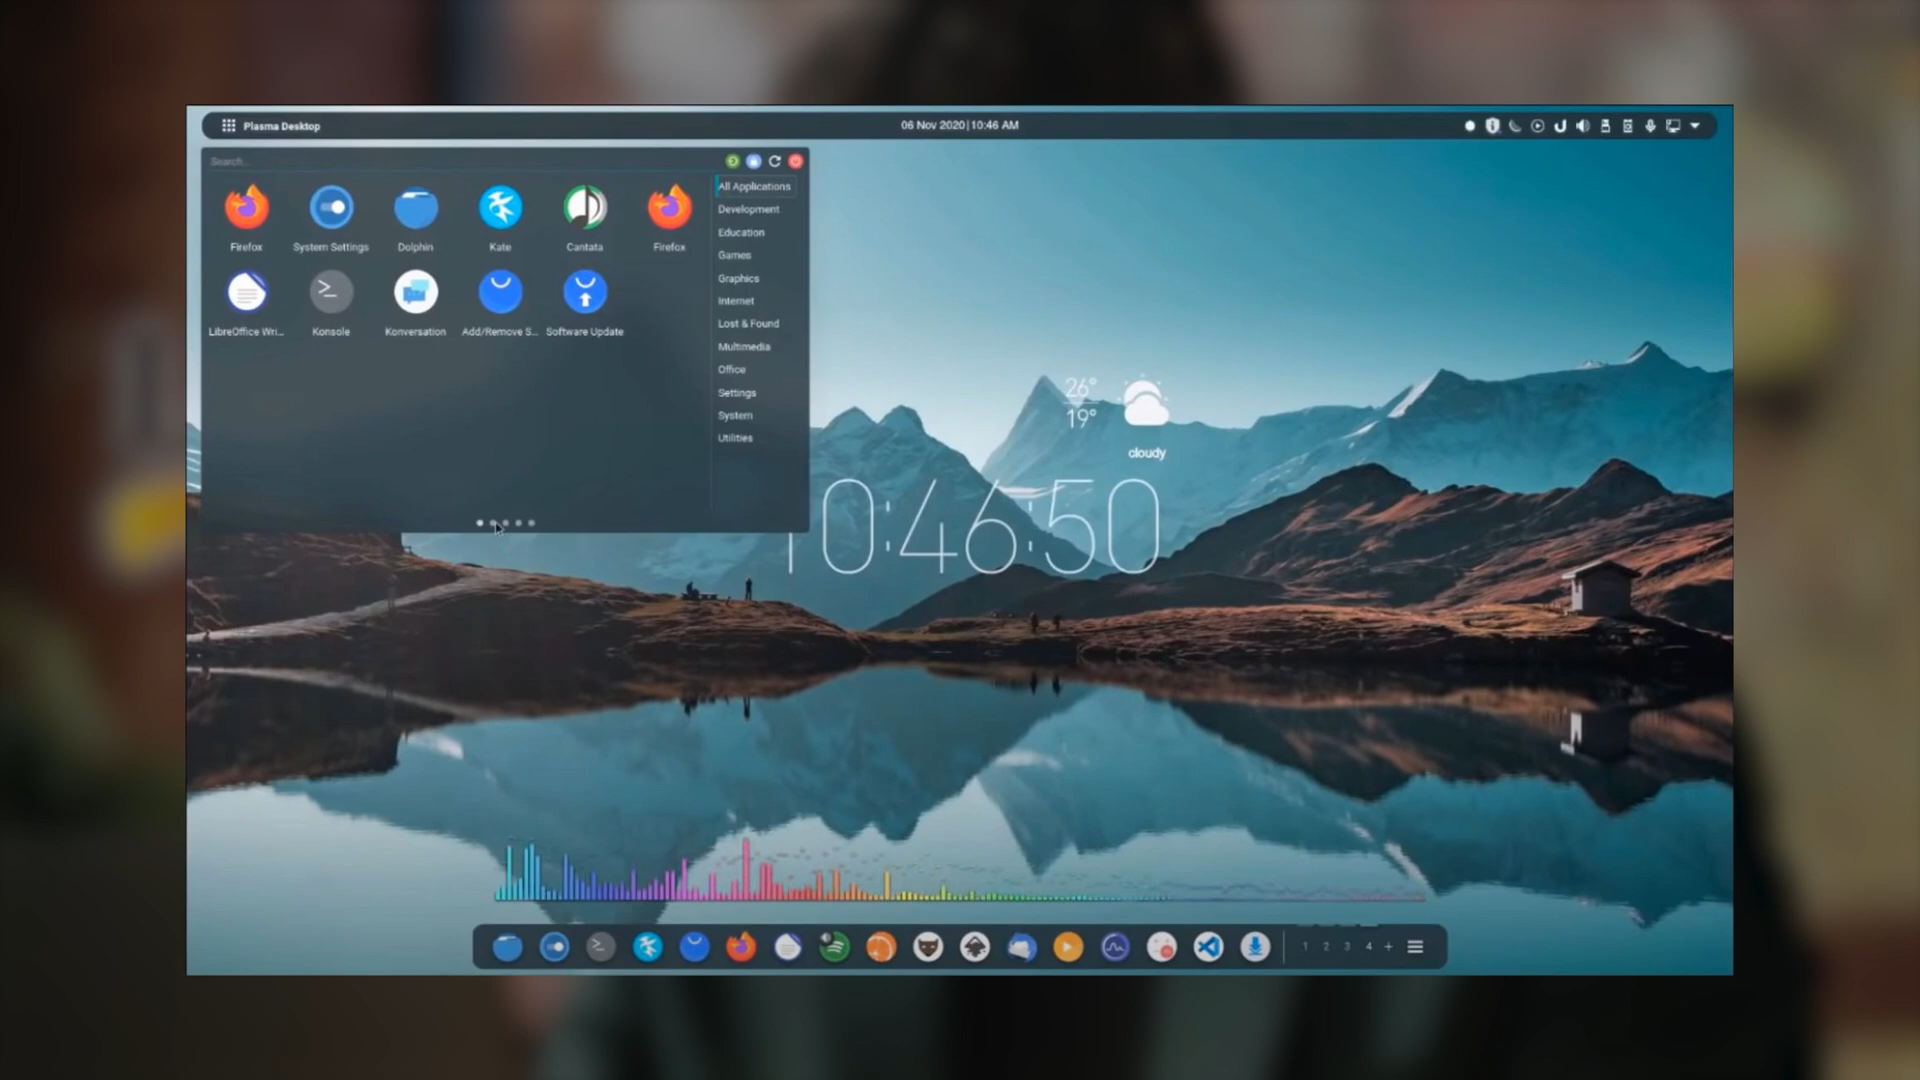 Plasma Desktop
06 Nov 2020|10:46 AM
Search...
All Applications
Development
Education
Games
Graphics
Internet
Lost & Found
Multimedia
Office
Settings
System
Utilities
Firefox
System Settings
Dolphin
Kate
Cantata
Firefox
LibreOffice Wri...
Konsole
Konversation
Add/Remove S...
Software Update
26°
19°
cloudy
10:46:50
1 2 3 4 +